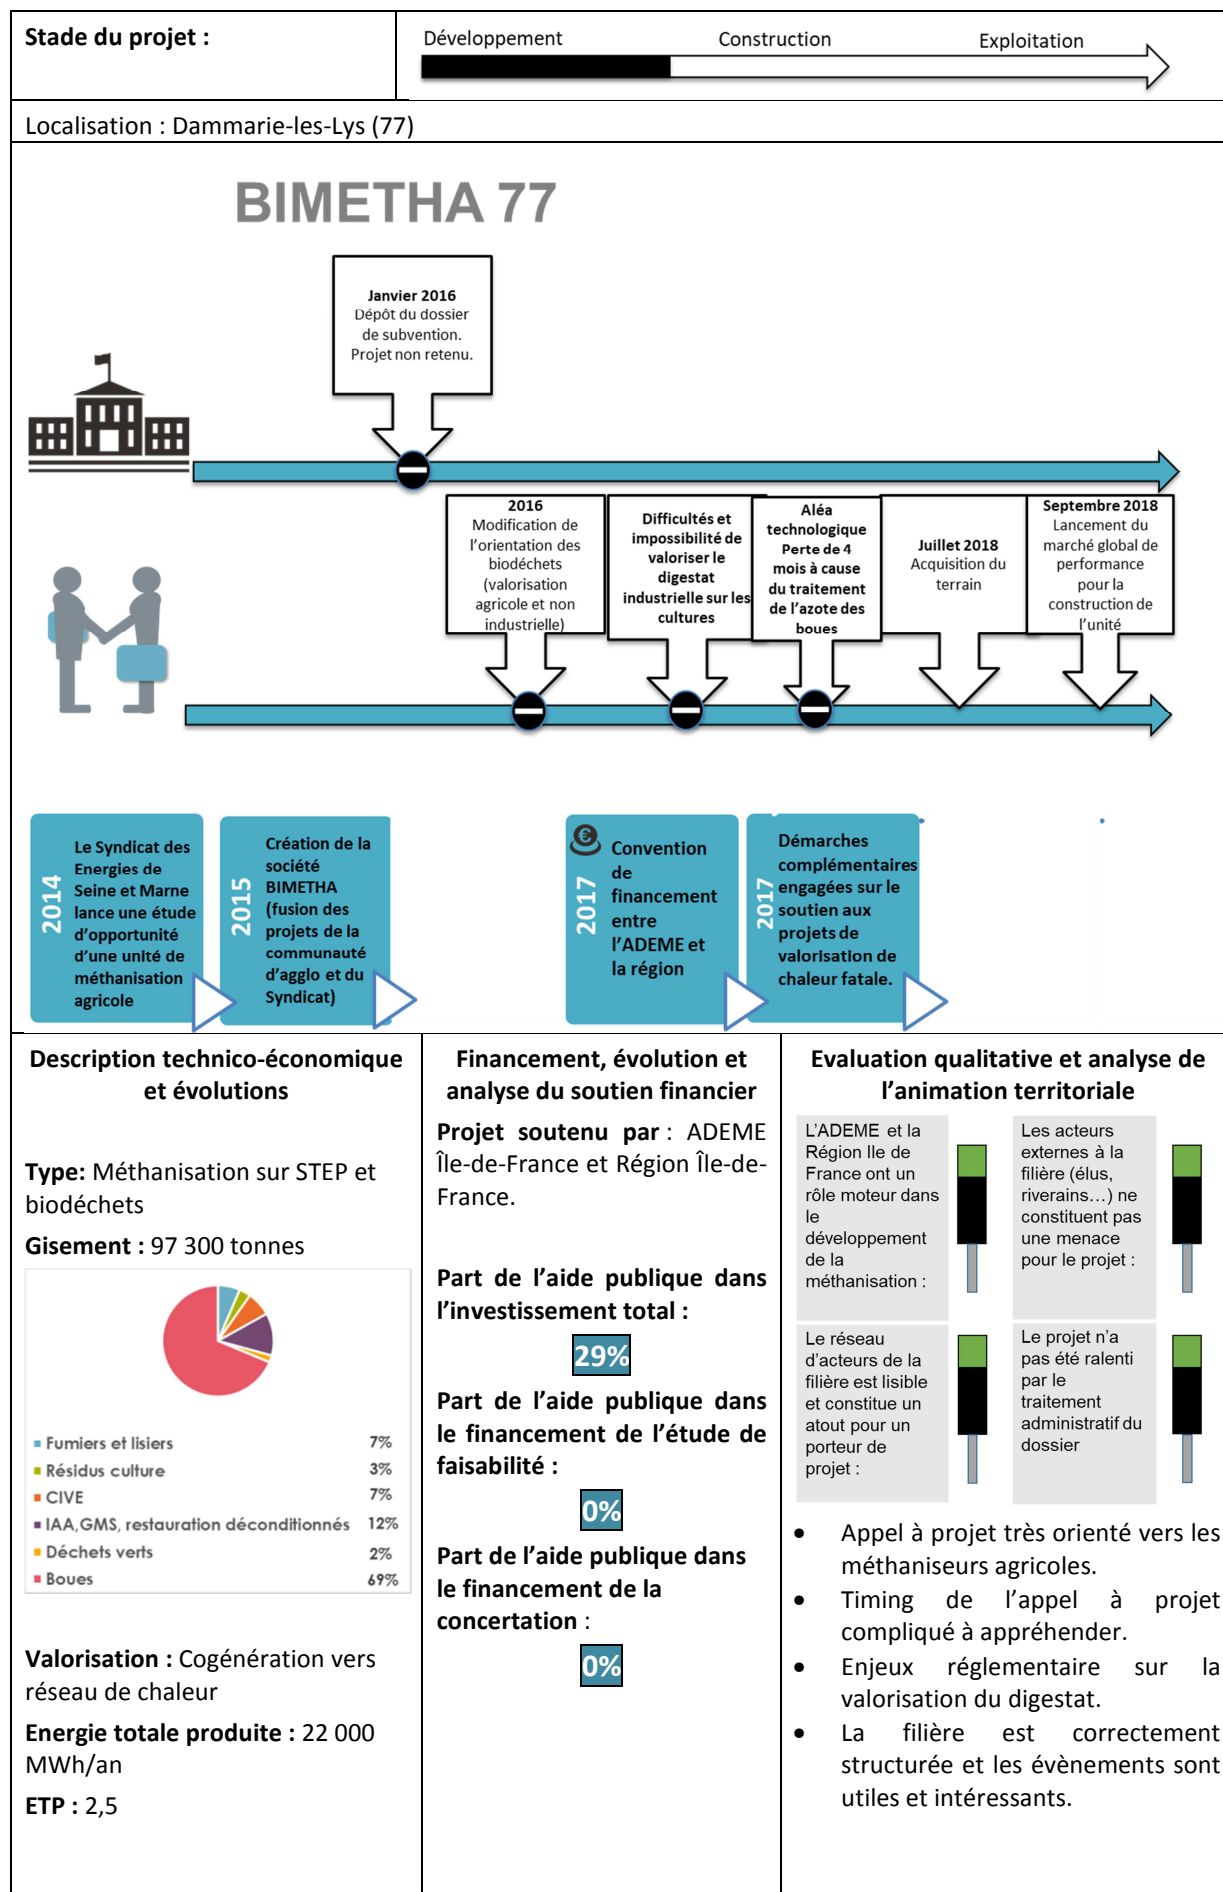 Stade du projet :
Développement
Construction
Exploitation
Localisation : Dammarie-les-Lys (77)
BIMETHA 77
Janvier 2016
Dépôt du dossier
de subvention.
Projet non retenu.
2016
Modification de
l'orientation des
biodéchets
(valorisation
agricole et non
industrielle)
Difficultés et
impossibilité de
valoriser le
digestat
industrielle sur les
cultures
Aléa
technologique
Perte de 4
mois à cause
du traitement
de l'azote des
boues
Juillet 2018
Acquisition du
terrain
Septembre 2018
Lancement du
marché global de
performance
pour la
construction de
l'unité
2014
Le Syndicat des
Energies de
Seine et Marne
lance une étude
d'opportunité
d'une unité de
méthanisation
agricole
2015
Création de la
société
BIMETHA
(fusion des
projets de la
communauté
d'agglo et du
Syndicat)
€
2017
Convention
de
financement
entre
l'ADEME et
la région
2017
Démarches
complémentaires
engagées sur le
soutien aux
projets de
valorisation de
chaleur fatale.
Description technico-économique
et évolutions
Type: Méthanisation sur STEP et
biodéchets
Gisement : 97 300 tonnes
Fumiers et lisiers 7%
Résidus culture 3%
CIVE 7%
IAA,GMS, restauration déconditionnés 12%
Déchets verts 2%
Boues 69%
Valorisation : Cogénération vers
réseau de chaleur
Energie totale produite : 22 000
MWh/an
ETP : 2,5
Financement, évolution et
analyse du soutien financier
Projet soutenu par : ADEME
Île-de-France et Région Île-de-
France.
Part de l'aide publique dans
l'investissement total :
29%
Part de l'aide publique dans
le financement de l'étude de
faisabilité :
0%
Part de l'aide publique dans
le financement de la
concertation :
0%
Evaluation qualitative et analyse de
l'animation territoriale
L'ADEME et la
Région Ile de
France ont un
rôle moteur dans
le
développement
de la
méthanisation :
Les acteurs
externes à la
filière (élus,
riverains…) ne
constituent pas
une menace
pour le projet :
Le réseau
d'acteurs de la
filière est lisible
et constitue un
atout pour un
porteur de
projet :
Le projet n'a
pas été ralenti
par le
traitement
administratif du
dossier
• Appel à projet très orienté vers les
méthaniseurs agricoles.
• Timing de l'appel à projet
compliqué à appréhender.
• Enjeux réglementaire sur la
valorisation du digestat.
• La filière est correctement
structurée et les évènements sont
utiles et intéressants.